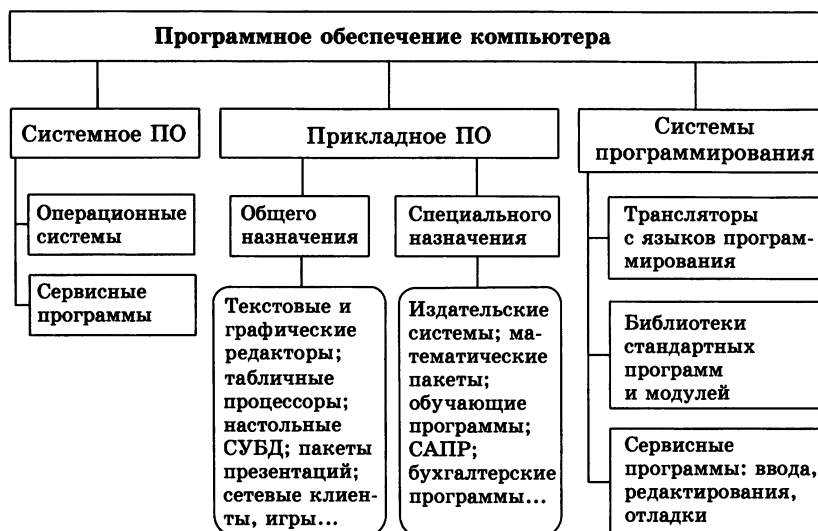 Программное обеспечение компьютера
Системное ПО
Операционные
системы
Сервисные
программы
Прикладное ПО
Общего
назначения
Текстовые и
графические
редакторы;
табличные
процессоры;
настольные
СУБД; пакеты
презентаций;
сетевые клиен-
ты, игры...
Специального
назначения
Издательские
системы; ма-
тематические
пакеты;
обучающие
программы;
САПР;
бухгалтерские
программы...
Системы
программирования
Трансляторы
с языков програм-
мирования
Библиотеки
стандартных
программ
и модулей
Сервисные
программы: ввода,
редактирования,
отладки